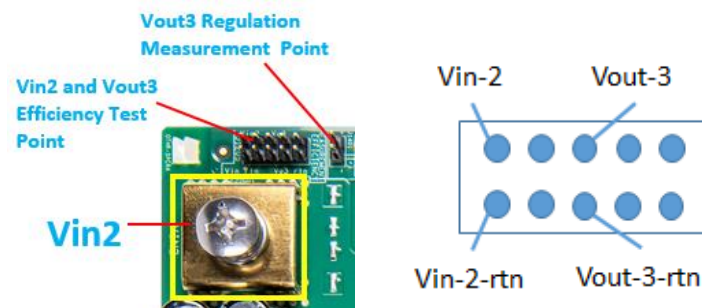 Vout3 Regulation
Measurement Point
Vin2 and Vout3
Efficiency Test
Point
Vin2
Vin-2
Vout-3
Vin-2-rtn
Vout-3-rtn